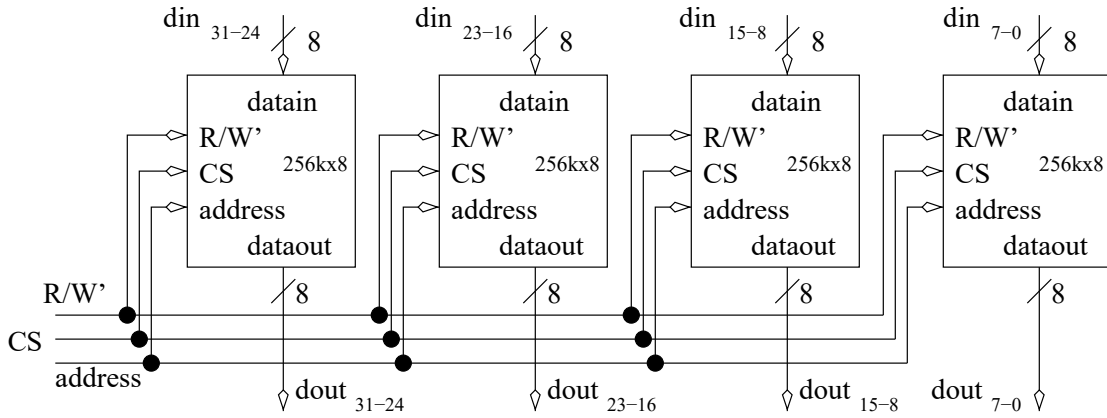 din 31−24 8 din 23−16 8 din 15−8 8 din 7−0 8
datain datain datain datain
R/W’ R/W’ R/W’ R/W’
CS 256kx8 CS 256kx8 CS 256kx8 CS 256kx8
address address address address
dataout dataout dataout dataout
8 8 8 8
R/W’
CS
address
dout 31−24 dout 23−16 dout 15−8 dout 7−0